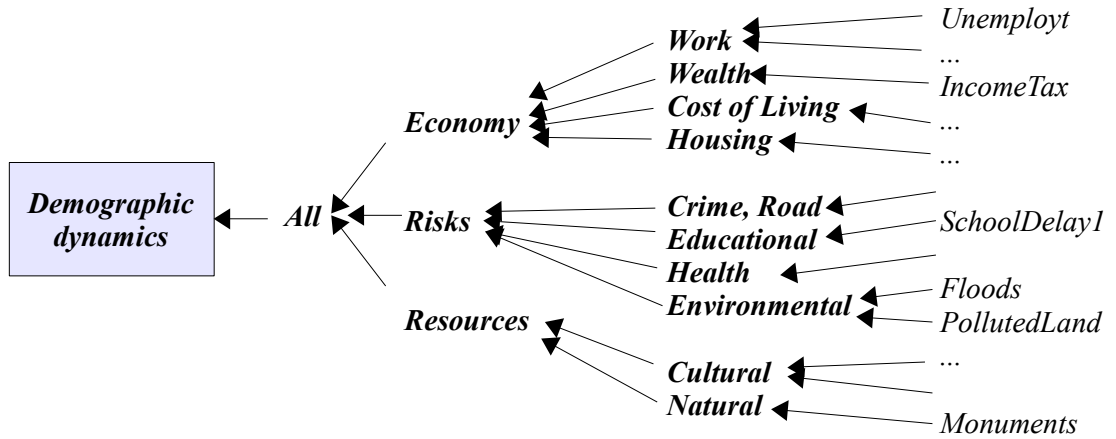 Demographic
dynamics
All
Economy
Risks
Resources
Work
Wealth
Cost of Living
Housing
Crime, Road
Educational
Health
Environmental
Cultural
Natural
Unemployt
...
IncomeTax
...
...
SchoolDelay1
Floods
PollutedLand
...
Monuments